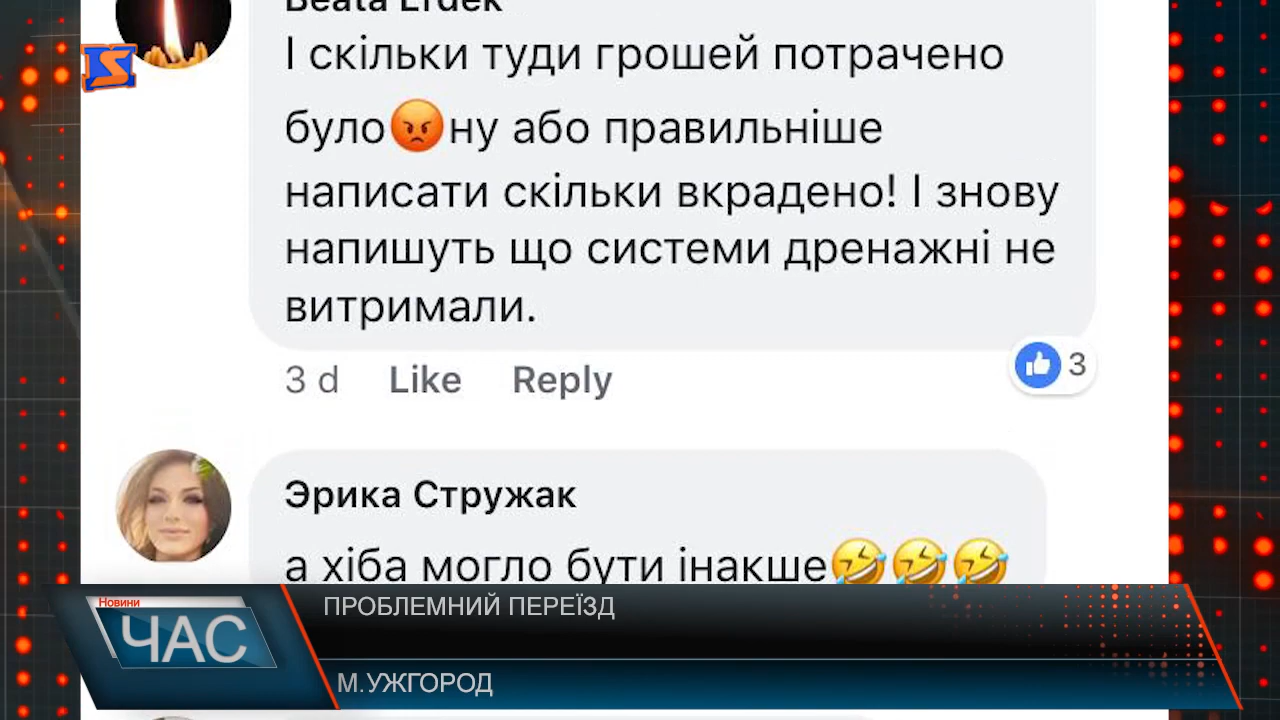 Beata Erdek
І скільки туди грошей потрачено
було😡ну або правильніше
написати скільки вкрадено! І знову
напишуть що системи дренажні не
витримали.
3 d Like Reply 3
Эрика Стружак
а хіба могло бути інакше🤣🤣🤣
Новини
ЧАС
ПРОБЛЕМНИЙ ПЕРЕЇЗД
М.УЖГОРОД